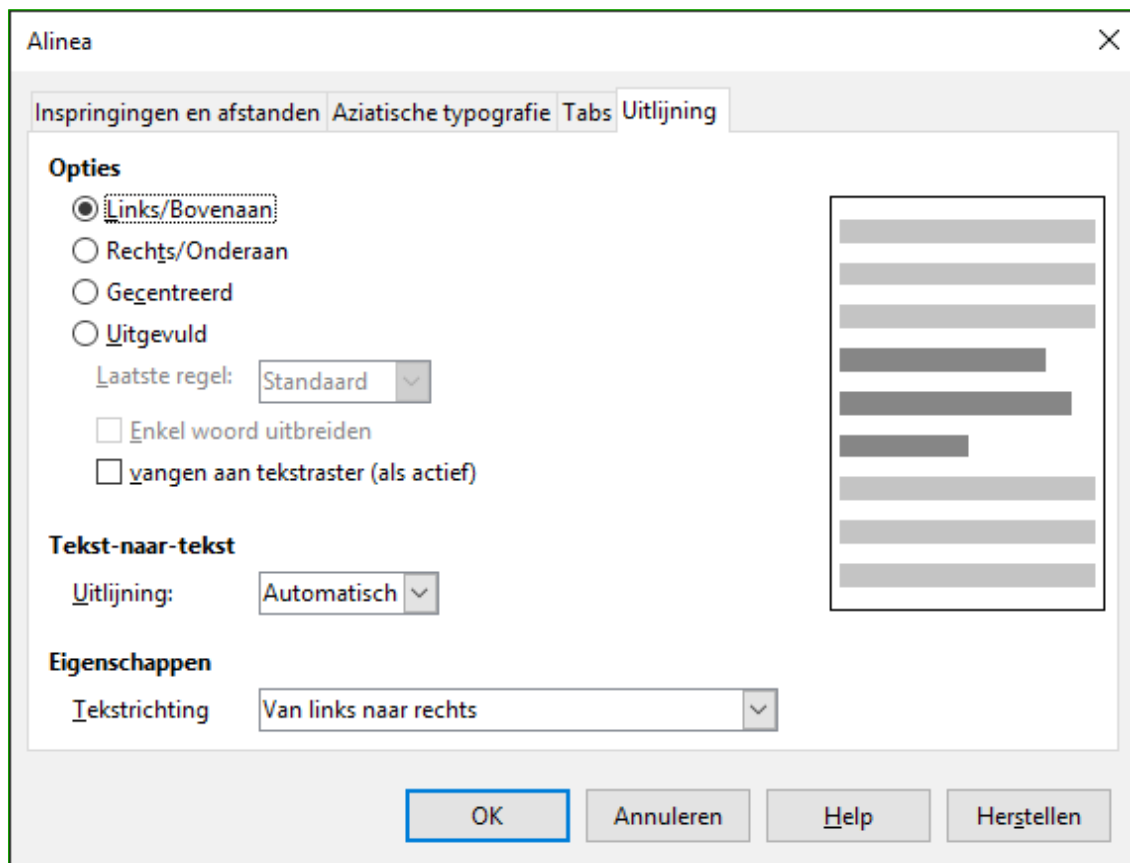 Alinea
Inspringingen en afstanden Aziatische typografie Tabs Uitlijning
Opties
Links/Bovenaan
Rechts/Onderaan
Gecentreerd
Uitgevuld
Laatste regel: Standaard
Enkel woord uitbreiden
vangen aan tekstraster (als actief)
Tekst-naar-tekst
Uitlijning: Automatisch
Eigenschappen
Tekstrichting Van links naar rechts
OK Annuleren Help Herstellen